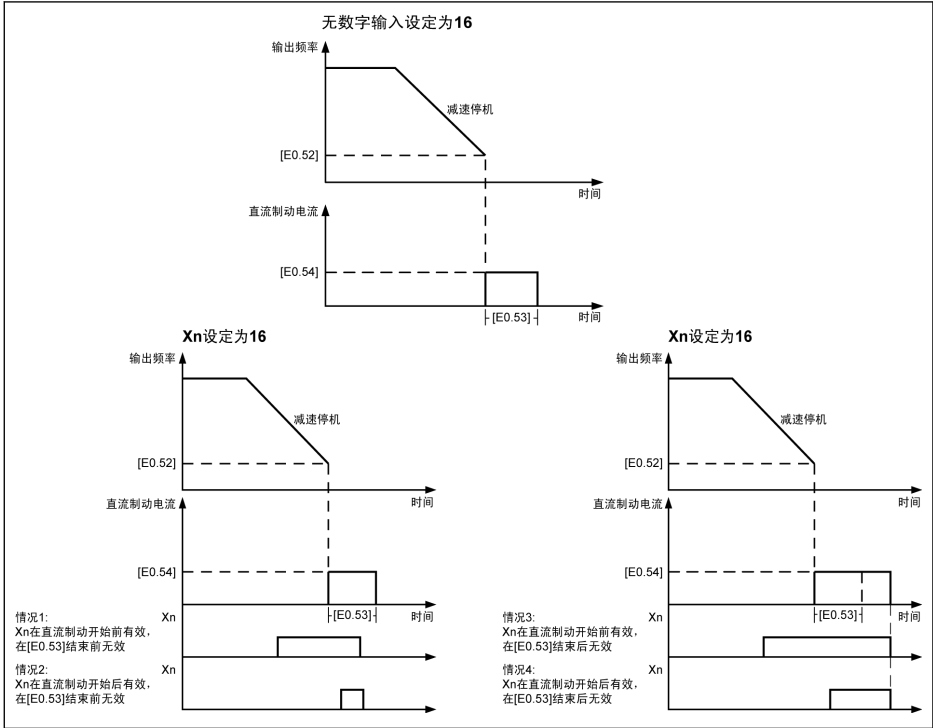 无数字输入设定为16
输出频率
减速停机
[E0.52]
时间
直流制动电流
[E0.54]
[E0.53]
时间
Xn设定为16
输出频率
减速停机
[E0.52]
时间
直流制动电流
[E0.54]
[E0.53]
时间
情况1:
Xn在直流制动开始前有效，
在[E0.53]结束前无效
Xn
情况2:
Xn在直流制动开始后有效，
在[E0.53]结束前无效
Xn
Xn设定为16
输出频率
减速停机
[E0.52]
时间
直流制动电流
[E0.54]
[E0.53]
时间
情况3:
Xn在直流制动开始前有效，
在[E0.53]结束后无效
Xn
情况4:
Xn在直流制动开始后有效，
在[E0.53]结束后无效
Xn